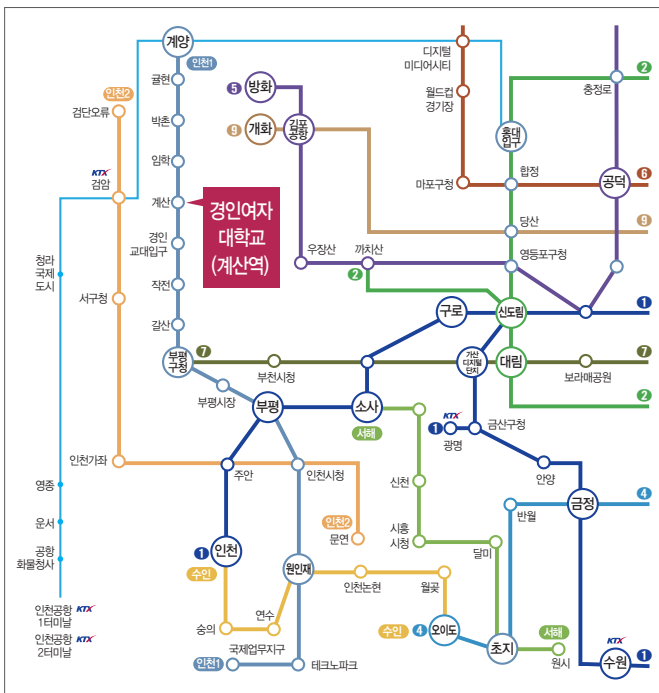 계양
인천1
디지털
미디어시티
2
충정로
귤현
5
방화
월드컵
경기장
인천2
검단오류
박촌
9
개화
김포
공항
홍대
입구
임학
KTX
검암
합정
6
마포구청
공덕
계산
경인여자
대학교
(계산역)
당산
9
경인
교대입구
우장산
까치산
영등포구청
2
청라
국제
도시
작전
서구청
구로
신도림
1
갈산
부평
구청
7
부천시청
가산
디지털
단지
대림
보라매공원
7
부평시장
부평
소사
2
서해
KTX
1
광명
금산구청
인천가좌
주안
인천시청
신천
안양
영종
4
반월
금정
운서
인천2
문연
시흥
시청
달미
1
인천
공항
화물청사
수인
원인재
인천논현
월곶
인천공항
1터미날
KTX
연수
숭의
수인
4
오이도
서해
인천공항
2터미날
KTX
국제업무지구
초지
KTX
인천1
테크노파크
원시
수원
1